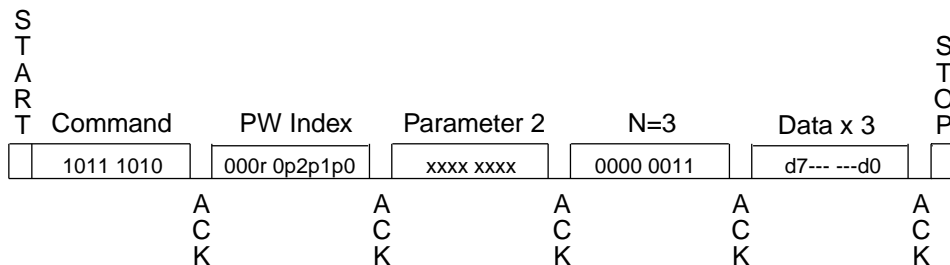 START
STOP
Command PW Index Parameter 2 N=3 Data x 3
1011 1010 000r 0p2p1p0 xxxx xxxx 0000 0011 d7--- ---d0
ACK ACK ACK ACK ACK